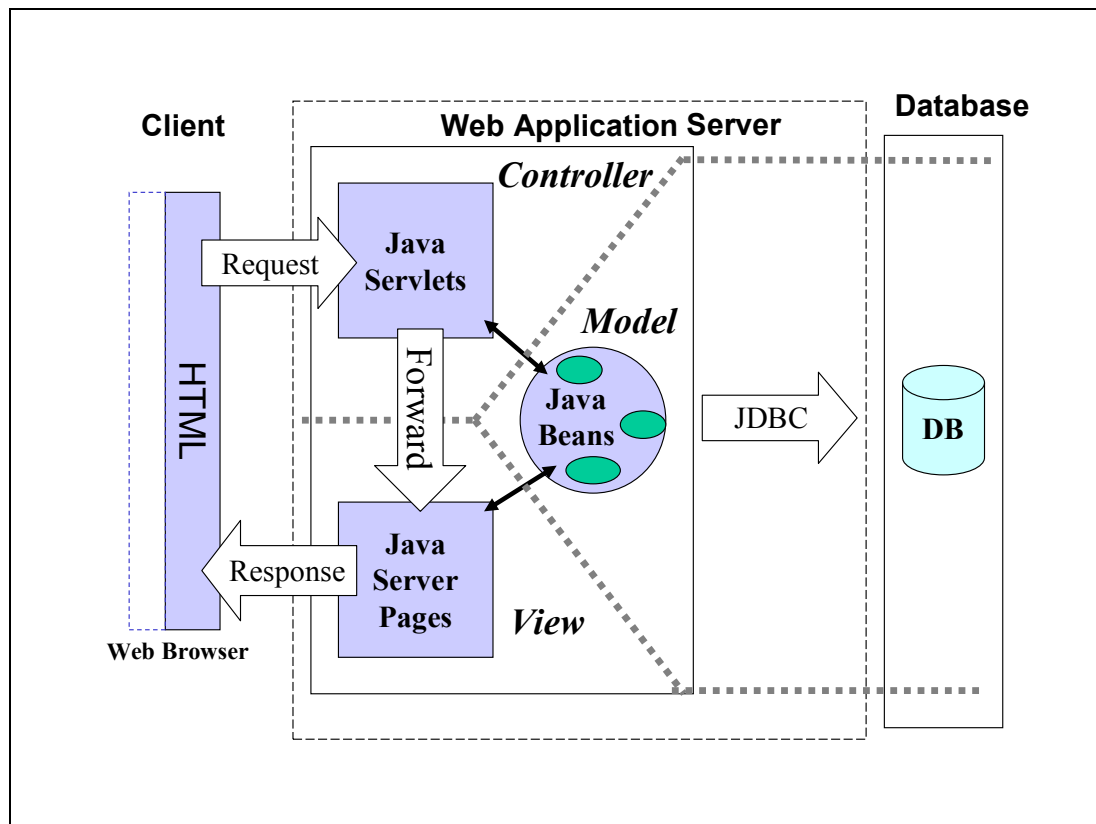 Client
Web Application Server
Database
Controller
Java
Servlets
Request
HTML
Forward
Model
Java
Beans
JDBC
DB
Response
Java
Server
Pages
View
Web Browser